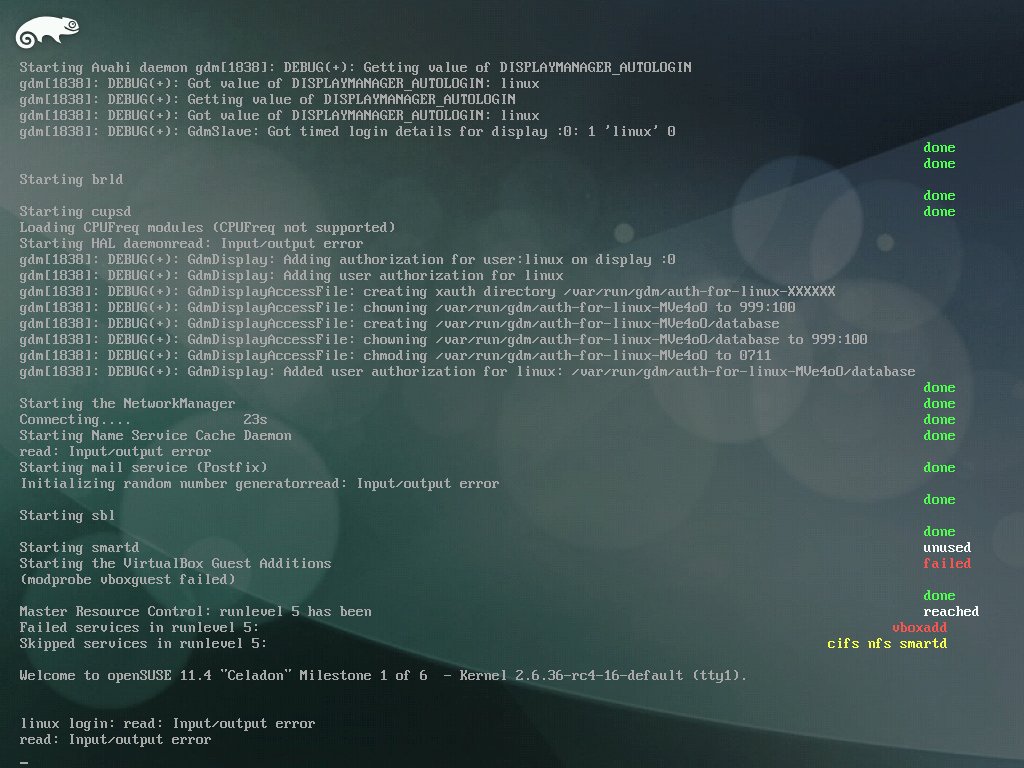 Starting Avahi daemon gdm[1838]: DEBUG(+): Getting value of DISPLAYMANAGER_AUTOLOGIN
gdm[1838]: DEBUG(+): Got value of DISPLAYMANAGER_AUTOLOGIN: linux
gdm[1838]: DEBUG(+): Getting value of DISPLAYMANAGER_AUTOLOGIN
gdm[1838]: DEBUG(+): Got value of DISPLAYMANAGER_AUTOLOGIN: linux
gdm[1838]: DEBUG(+): GdmSlave: Got timed login details for display :0: 1 'linux' 0
done
done
Starting brld
done
Starting cupsd done
Loading CPUFreq modules (CPUFreq not supported)
Starting HAL daemonread: Input/output error
gdm[1838]: DEBUG(+): GdmDisplay: Adding authorization for user:linux on display :0
gdm[1838]: DEBUG(+): GdmDisplay: Adding user authorization for linux
gdm[1838]: DEBUG(+): GdmDisplayAccessFile: creating xauth directory /var/run/gdm/auth-for-linux-XXXXXX
gdm[1838]: DEBUG(+): GdmDisplayAccessFile: chowning /var/run/gdm/auth-for-linux-MVe4oO to 999:100
gdm[1838]: DEBUG(+): GdmDisplayAccessFile: creating /var/run/gdm/auth-for-linux-MVe4oO/database
gdm[1838]: DEBUG(+): GdmDisplayAccessFile: chowning /var/run/gdm/auth-for-linux-MVe4oO/database to 999:100
gdm[1838]: DEBUG(+): GdmDisplayAccessFile: chmoding /var/run/gdm/auth-for-linux-MVe4oO to 0711
gdm[1838]: DEBUG(+): GdmDisplay: Added user authorization for linux: /var/run/gdm/auth-for-linux-MVe4oO/database
done
Starting the NetworkManager done
Connecting.... 23s done
Starting Name Service Cache Daemon done
read: Input/output error
Starting mail service (Postfix) done
Initializing random number generatorread: Input/output error
done
Starting sbl
done
Starting smartd unused
Starting the VirtualBox Guest Additions failed
(modprobe vboxguest failed)
done
Master Resource Control: runlevel 5 has been reached
Failed services in runlevel 5: vboxadd
Skipped services in runlevel 5: cifs nfs smartd
Welcome to openSUSE 11.4 "Celadon" Milestone 1 of 6 - Kernel 2.6.36-rc4-16-default (tty1).
linux login: read: Input/output error
read: Input/output error
_